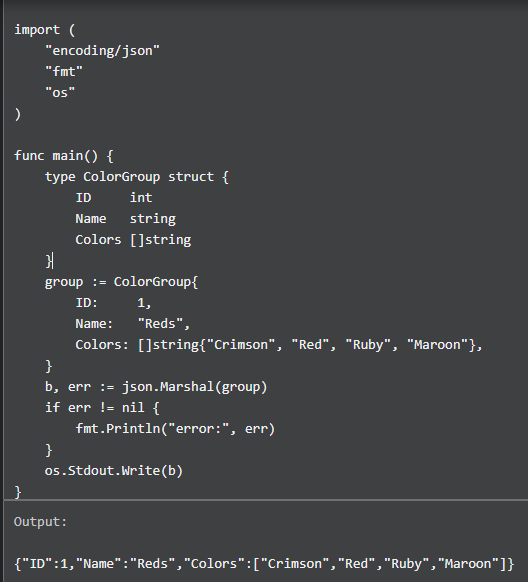 import (
    "encoding/json"
    "fmt"
    "os"
)

func main() {
    type ColorGroup struct {
        ID     int
        Name   string
        Colors []string
    }
    group := ColorGroup{
        ID:     1,
        Name:   "Reds",
        Colors: []string{"Crimson", "Red", "Ruby", "Maroon"},
    }
    b, err := json.Marshal(group)
    if err != nil {
        fmt.Println("error:", err)
    }
    os.Stdout.Write(b)
}
Output:

{"ID":1,"Name":"Reds","Colors":["Crimson","Red","Ruby","Maroon"]}